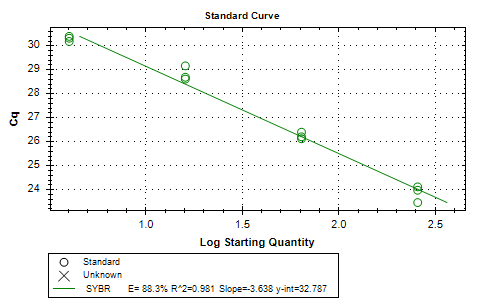 Standard Curve
30
29
28
27
26
25
24
Cq
1.0 1.5 2.0 2.5
Log Starting Quantity
Standard
Unknown
SYBR E= 88.3% R^2=0.981 Slope=-3.638 y-int=32.787